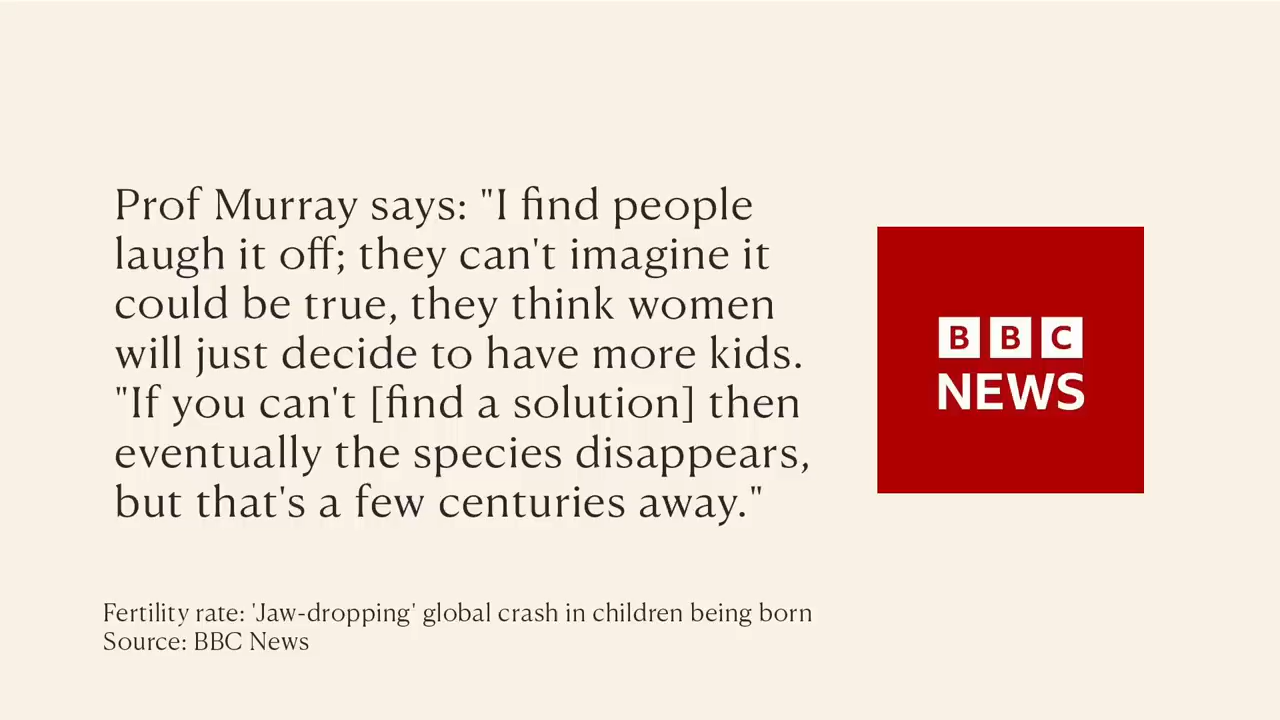 Prof Murray says: "I find people
laugh it off; they can't imagine it
could be true, they think women
will just decide to have more kids.
"If you can't [find a solution] then
eventually the species disappears,
but that's a few centuries away."
BBC
NEWS
Fertility rate: 'Jaw-dropping' global crash in children being born
Source: BBC News